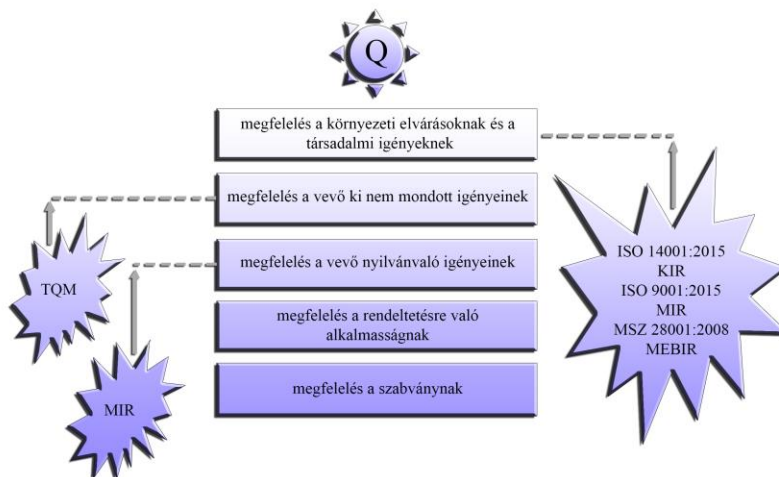 Q
megfelelés a környezeti elvárásoknak és a
társadalmi igényeknek
megfelelés a vevő ki nem mondott igényeinek
megfelelés a vevő nyilvánvaló igényeinek
megfelelés a rendeltetésre való
alkalmasságnak
megfelelés a szabványnak
TQM
MIR
ISO 14001:2015
KIR
ISO 9001:2015
MIR
MSZ 28001:2008
MEBIR